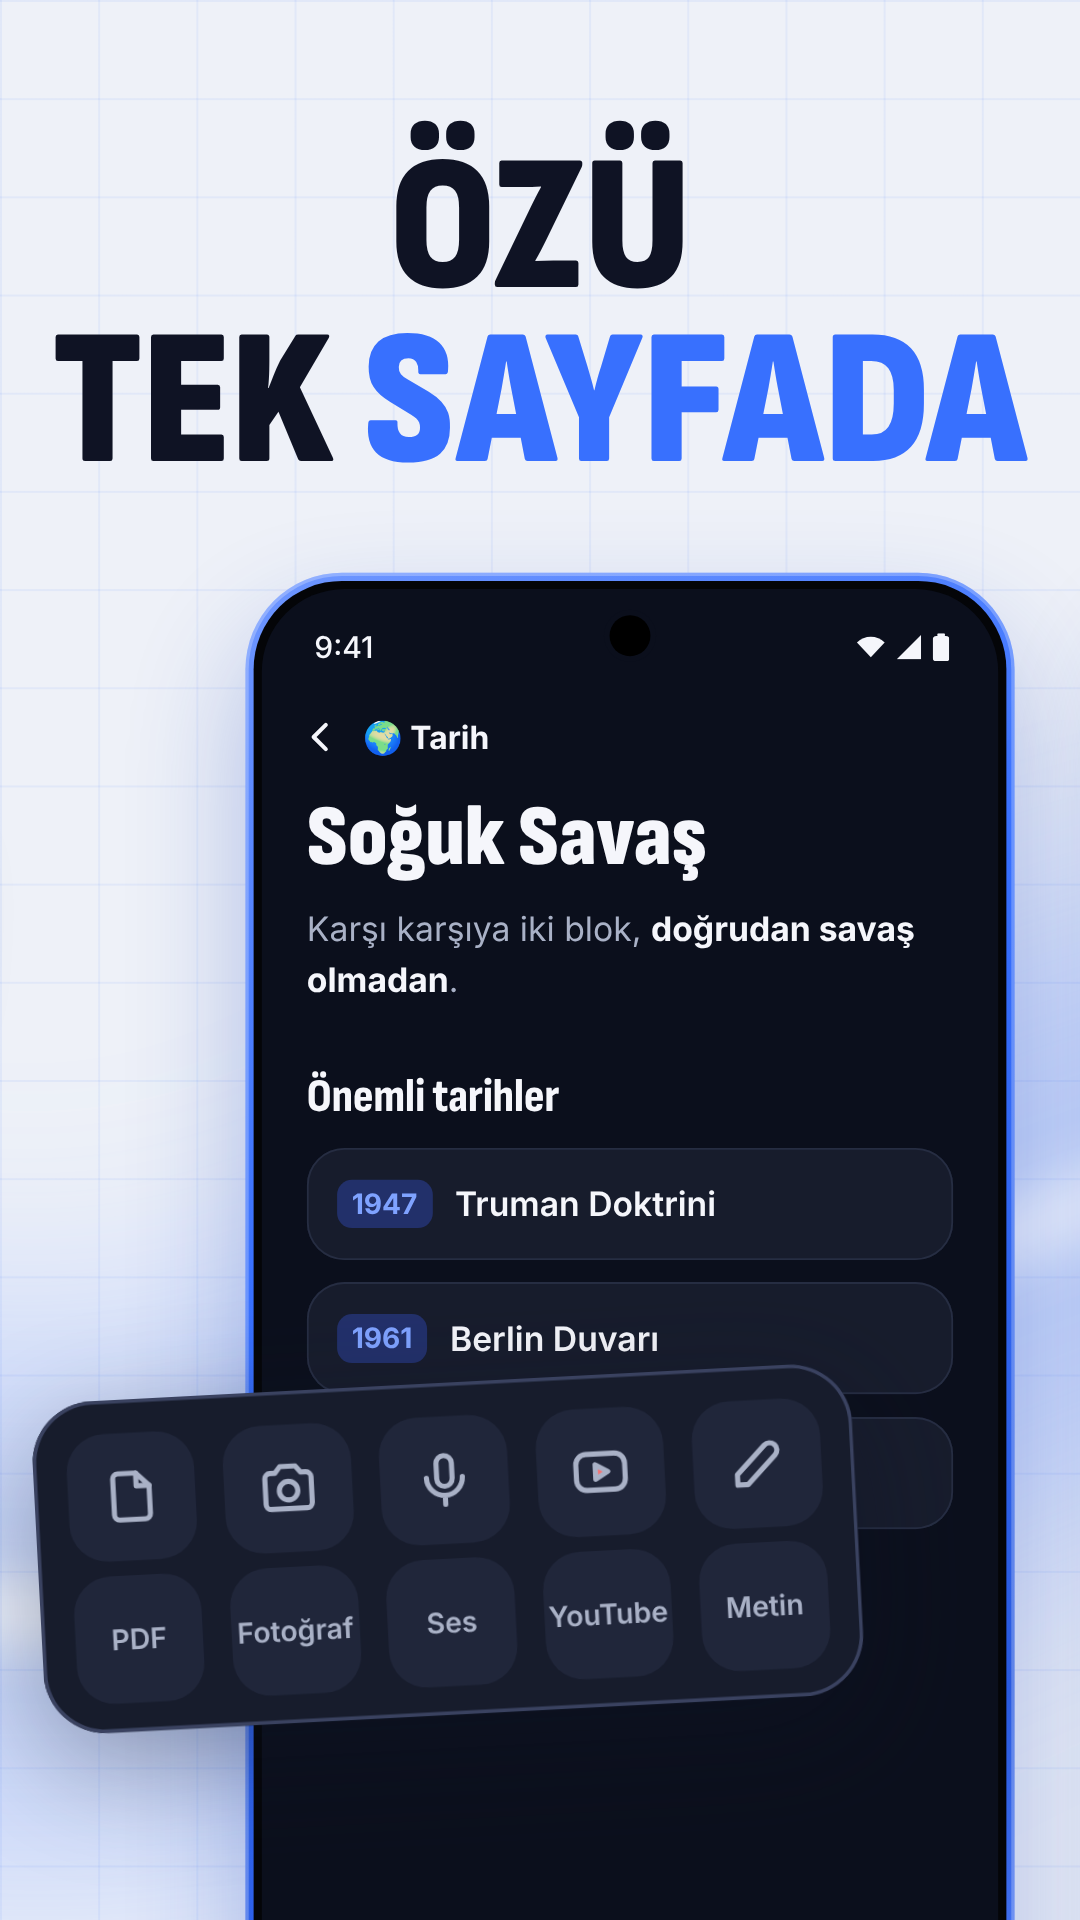 ÖZÜ
TEK SAYFADA
9:41
Tarih
Soğuk Savaş
Karşı karşıya iki blok, doğrudan savaş
olmadan.
Önemli tarihler
1947 Truman Doktrini
1961 Berlin Duvarı
PDF Fotoğraf Ses YouTube Metin